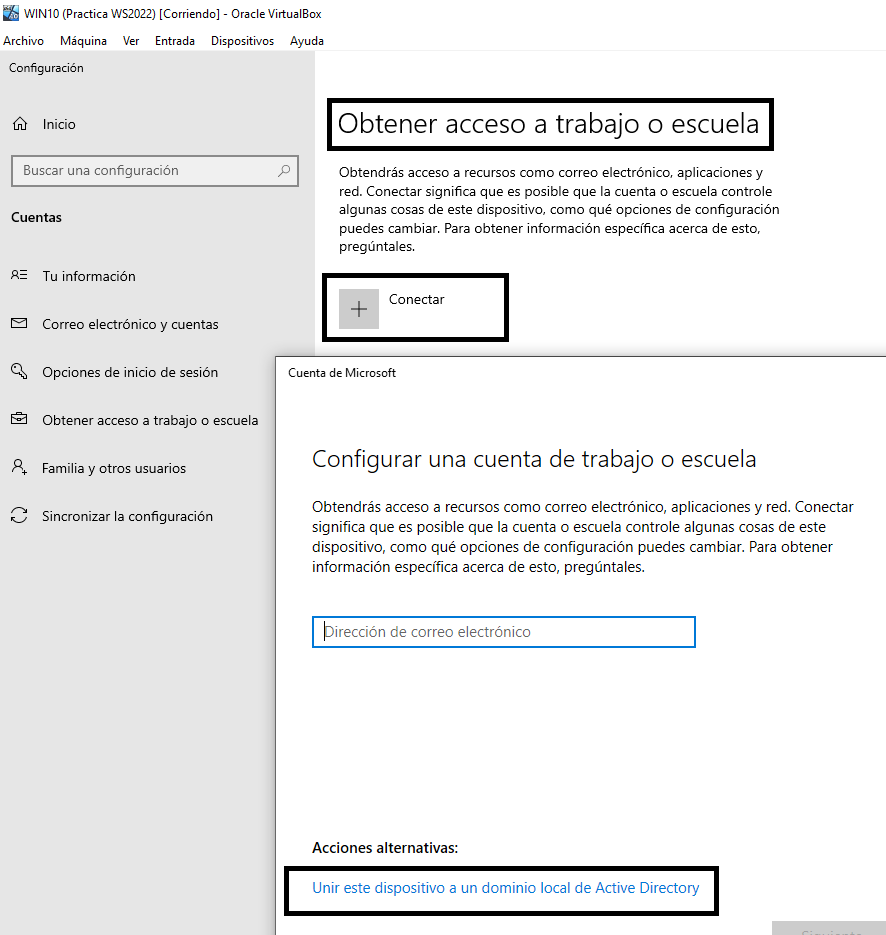 WIN10 (Practica WS2022) [Corriendo] - Oracle VirtualBox
Archivo Máquina Ver Entrada Dispositivos Ayuda
Configuración
Inicio
Buscar una configuración
Cuentas
Tu información
Correo electrónico y cuentas
Opciones de inicio de sesión
Obtener acceso a trabajo o escuela
Familia y otros usuarios
Sincronizar la configuración
Obtener acceso a trabajo o escuela
Obtendrás acceso a recursos como correo electrónico, aplicaciones y
red. Conectar significa que es posible que la cuenta o escuela controle
algunas cosas de este dispositivo, como qué opciones de configuración
puedes cambiar. Para obtener información específica acerca de esto,
pregúntales.
Conectar
Cuenta de Microsoft
Configurar una cuenta de trabajo o escuela
Obtendrás acceso a recursos como correo electrónico, aplicaciones y red. Conectar
significa que es posible que la cuenta o escuela controle algunas cosas de este
dispositivo, como qué opciones de configuración puedes cambiar. Para obtener
información específica acerca de esto, pregúntales.
Dirección de correo electrónico
Acciones alternativas:
Unir este dispositivo a un dominio local de Active Directory
Siguiente